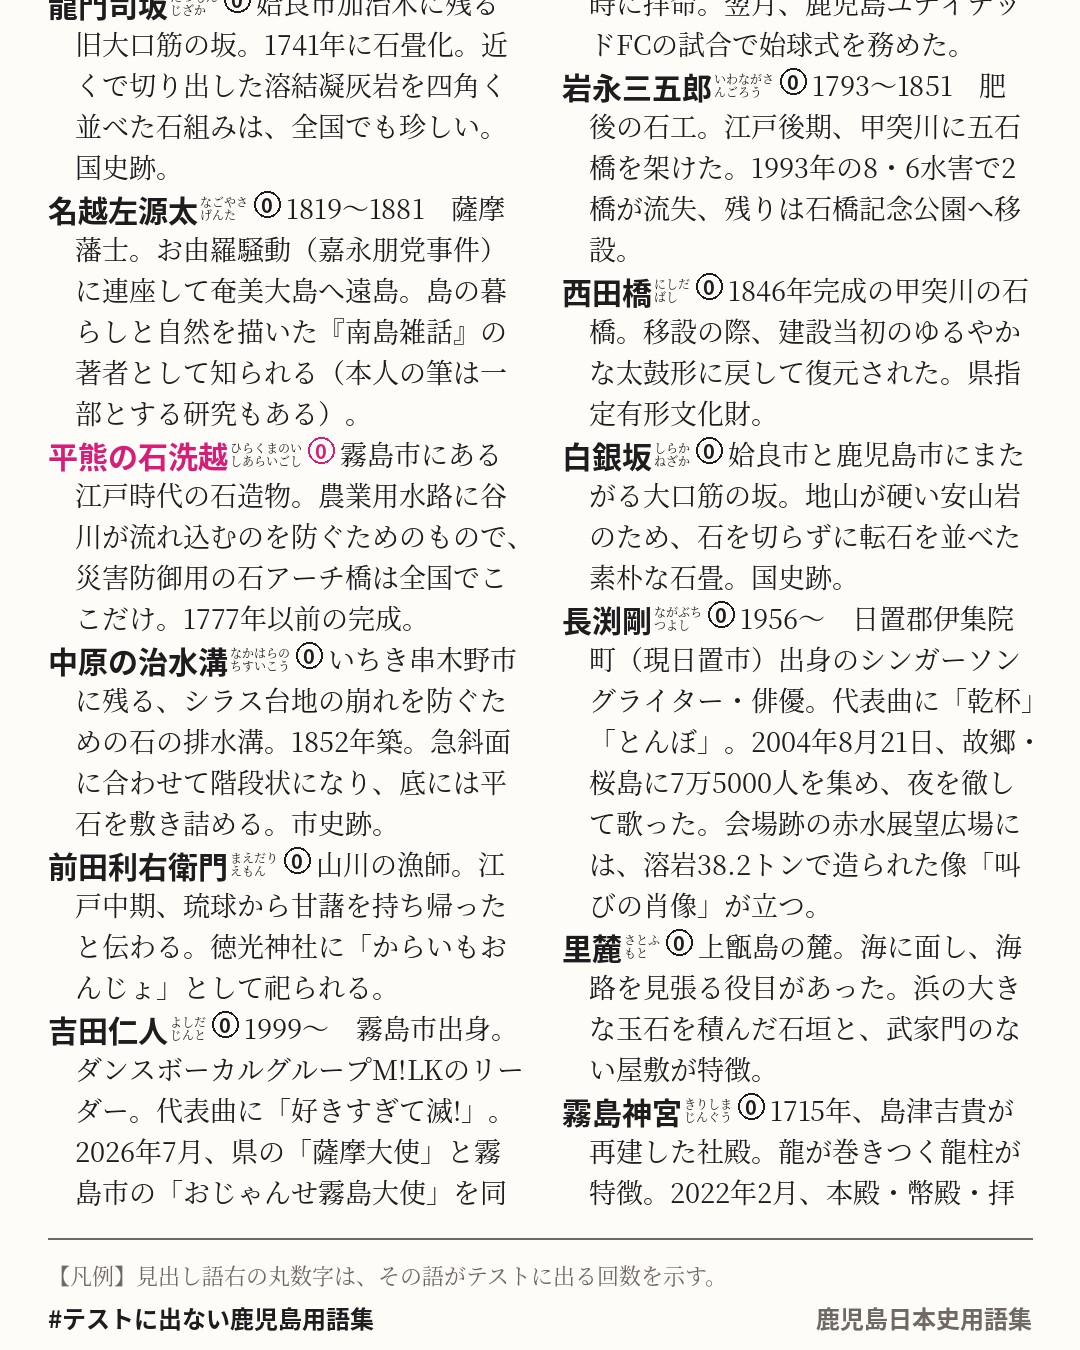 龍門司坂 ⓪ 姶良市加治木に残る
旧大口筋の坂。1741年に石畳化。近
くで切り出した溶結凝灰岩を四角く
並べた石組みは、全国でも珍しい。
国史跡。
名越左源太 なごやさげんた ⓪ 1819〜1881　薩摩
藩士。お由羅騒動（嘉永朋党事件）
に連座して奄美大島へ遠島。島の暮
らしと自然を描いた『南島雑話』の
著者として知られる（本人の筆は一
部とする研究もある）。
平熊の石洗越 ひらくまのいしあらいごし ⓪ 霧島市にある
江戸時代の石造物。農業用水路に谷
川が流れ込むのを防ぐためのもので、
災害防御用の石アーチ橋は全国でこ
こだけ。1777年以前の完成。
中原の治水溝 なかはらのちすいこう ⓪ いちき串木野市
に残る、シラス台地の崩れを防ぐた
めの石の排水溝。1852年築。急斜面
に合わせて階段状になり、底には平
石を敷き詰める。市史跡。
前田利右衛門 まえだりえもん ⓪ 山川の漁師。江
戸中期、琉球から甘藷を持ち帰った
と伝わる。徳光神社に「からいもお
んじょ」として祀られる。
吉田仁人 よしだじんと ⓪ 1999〜　霧島市出身。
ダンスボーカルグループM!LKのリー
ダー。代表曲に「好きすぎて滅!」。
2026年7月、県の「薩摩大使」と霧
島市の「おじゃんせ霧島大使」を同
時に拝命。翌月、鹿児島ユナイテッ
ドFCの試合で始球式を務めた。
岩永三五郎 いわながさんごろう ⓪ 1793〜1851　肥
後の石工。江戸後期、甲突川に五石
橋を架けた。1993年の8・6水害で2
橋が流失、残りは石橋記念公園へ移
設。
西田橋 にしだばし ⓪ 1846年完成の甲突川の石
橋。移設の際、建設当初のゆるやか
な太鼓形に戻して復元された。県指
定有形文化財。
白銀坂 しらかねざか ⓪ 姶良市と鹿児島市にまた
がる大口筋の坂。地山が硬い安山岩
のため、石を切らずに転石を並べた
素朴な石畳。国史跡。
長渕剛 ながぶちつよし ⓪ 1956〜　日置郡伊集院
町（現日置市）出身のシンガーソン
グライター・俳優。代表曲に「乾杯」
「とんぼ」。2004年8月21日、故郷・
桜島に7万5000人を集め、夜を徹し
て歌った。会場跡の赤水展望広場に
は、溶岩38.2トンで造られた像「叫
びの肖像」が立つ。
里麓 さとふもと ⓪ 上甑島の麓。海に面し、海
路を見張る役目があった。浜の大き
な玉石を積んだ石垣と、武家門のな
い屋敷が特徴。
霧島神宮 きりしまじんぐう ⓪ 1715年、島津吉貴が
再建した社殿。龍が巻きつく龍柱が
特徴。2022年2月、本殿・幣殿・拝
【凡例】見出し語右の丸数字は、その語がテストに出る回数を示す。
#テストに出ない鹿児島用語集
鹿児島日本史用語集